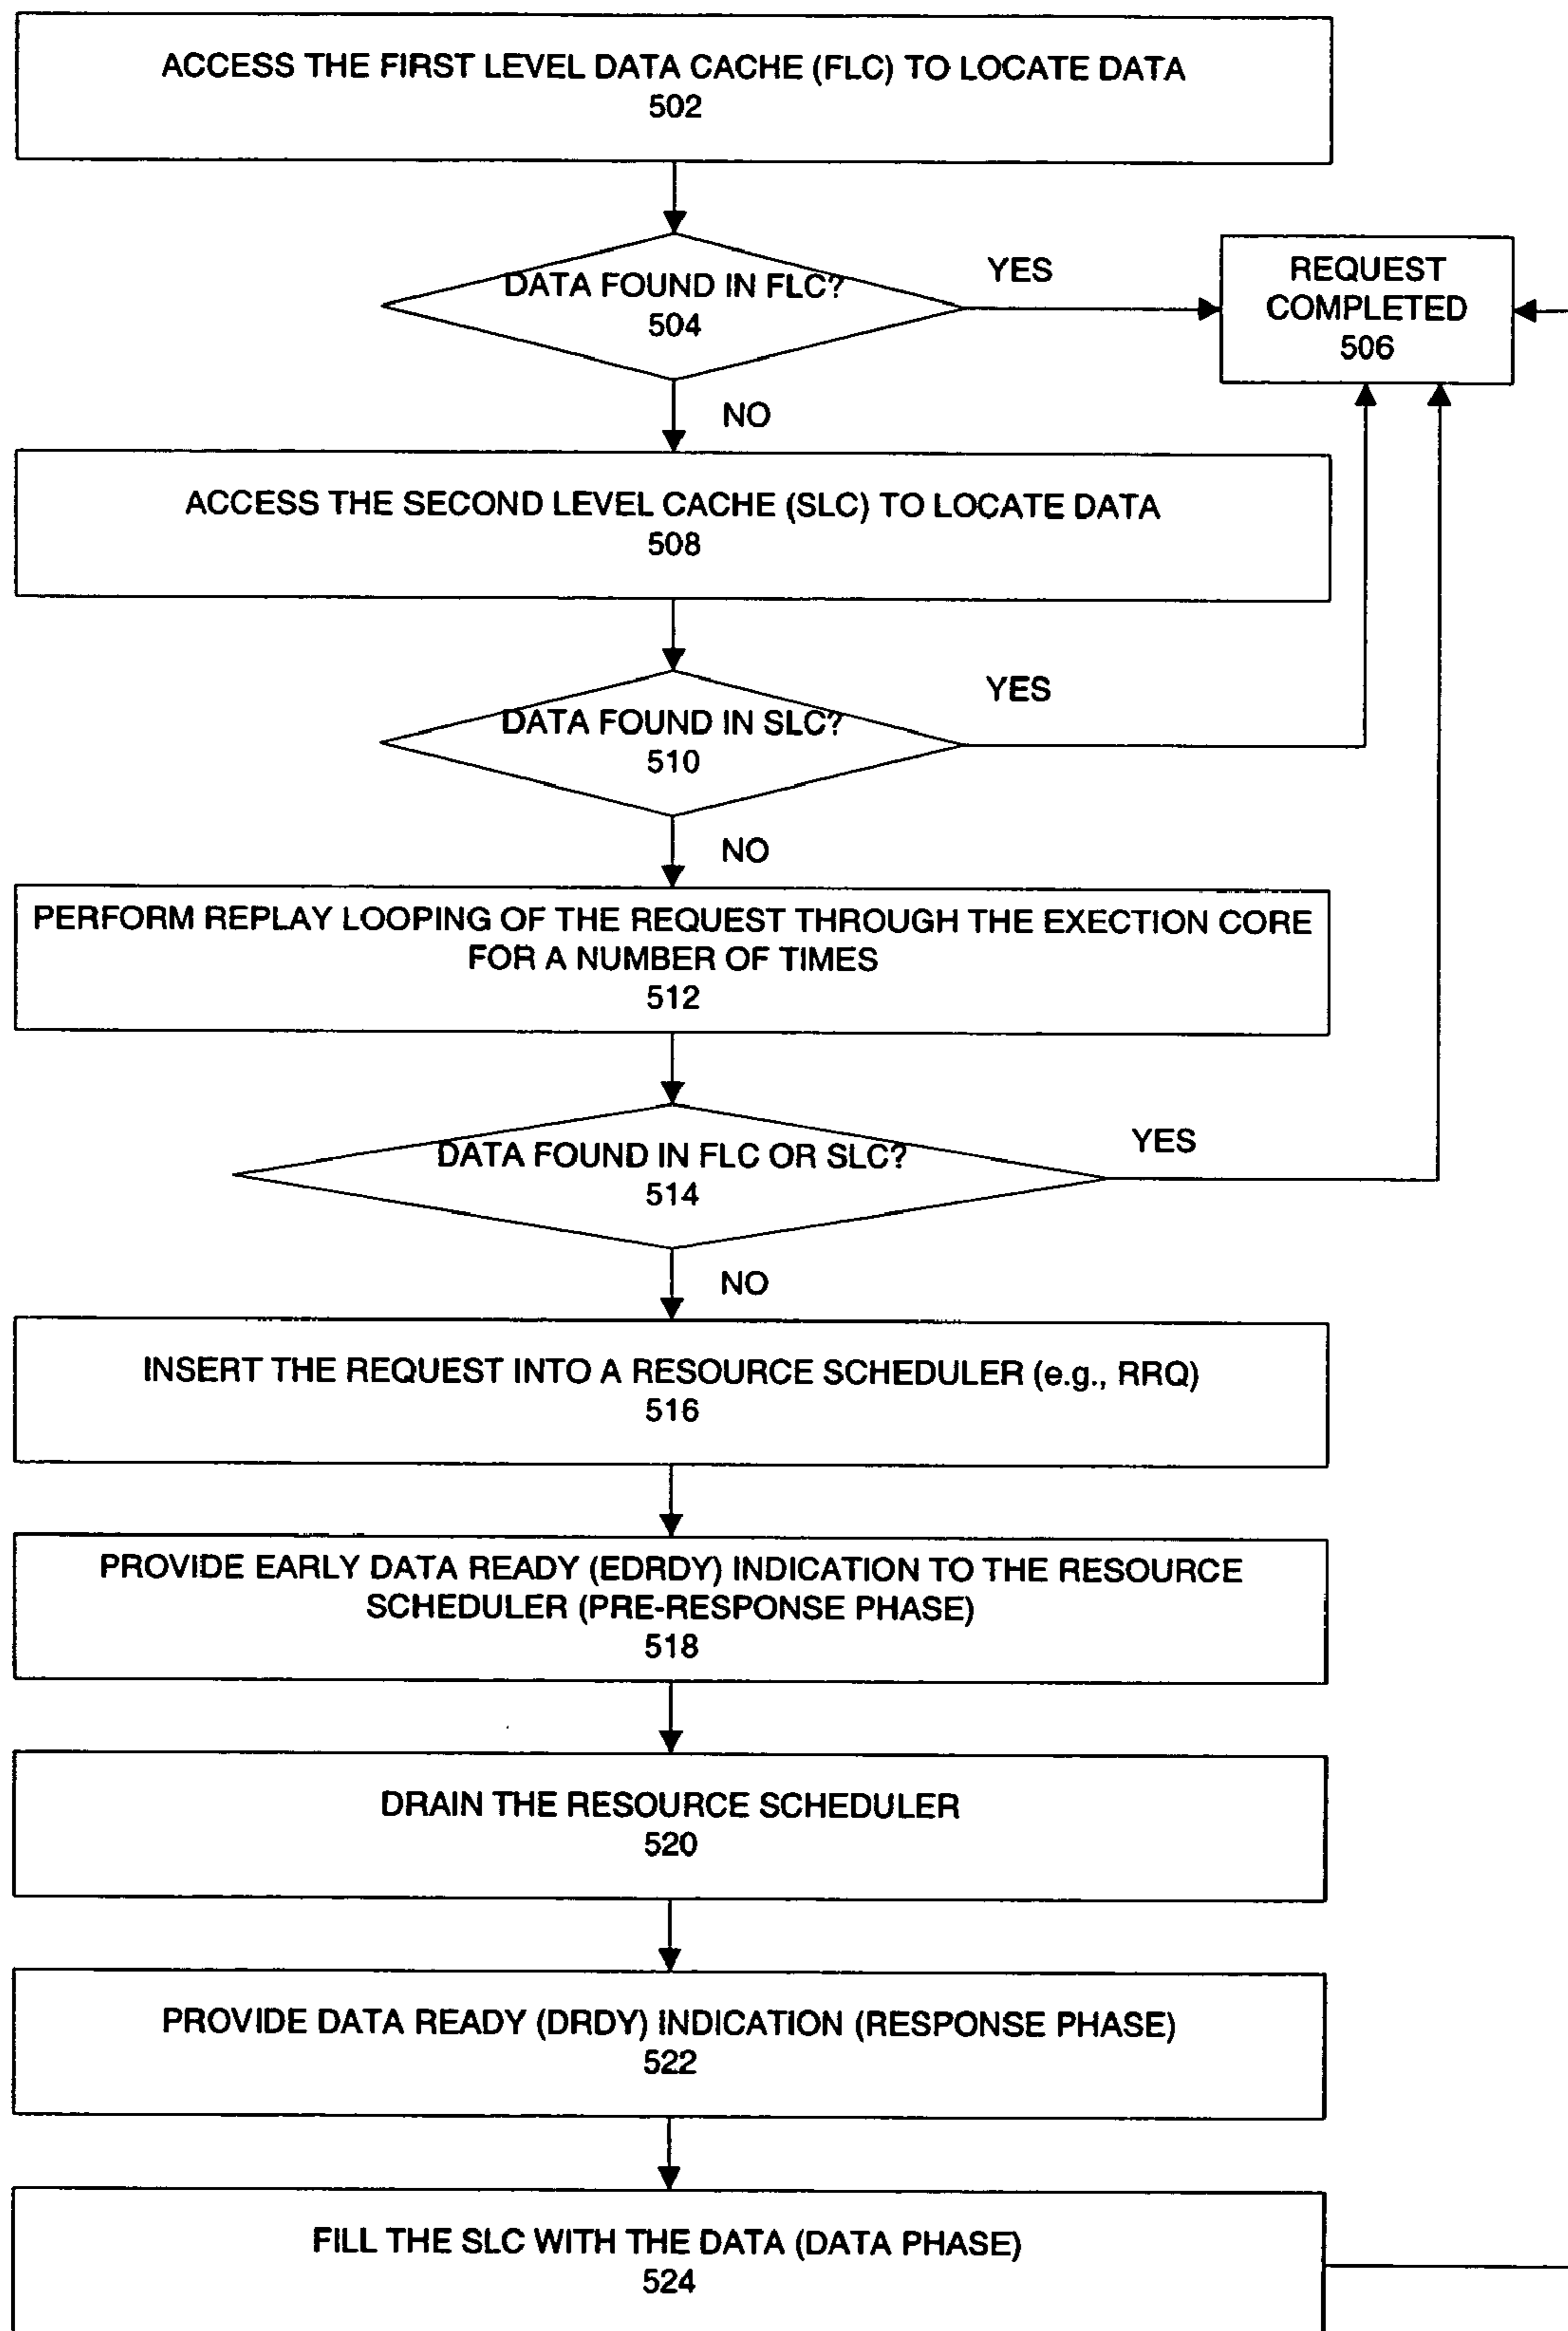 ACCESS THE FIRST LEVEL DATA CACHE (FLC) TO LOCATE DATA
502
DATA FOUND IN FLC?
504
YES
REQUEST
COMPLETED
506
NO
ACCESS THE SECOND LEVEL CACHE (SLC) TO LOCATE DATA
508
DATA FOUND IN SLC?
510
YES
NO
PERFORM REPLAY LOOPING OF THE REQUEST THROUGH THE EXECTION CORE
FOR A NUMBER OF TIMES
512
DATA FOUND IN FLC OR SLC?
514
YES
NO
INSERT THE REQUEST INTO A RESOURCE SCHEDULER (e.g., RRQ)
516
PROVIDE EARLY DATA READY (EDRDY) INDICATION TO THE RESOURCE
SCHEDULER (PRE-RESPONSE PHASE)
518
DRAIN THE RESOURCE SCHEDULER
520
PROVIDE DATA READY (DRDY) INDICATION (RESPONSE PHASE)
522
FILL THE SLC WITH THE DATA (DATA PHASE)
524